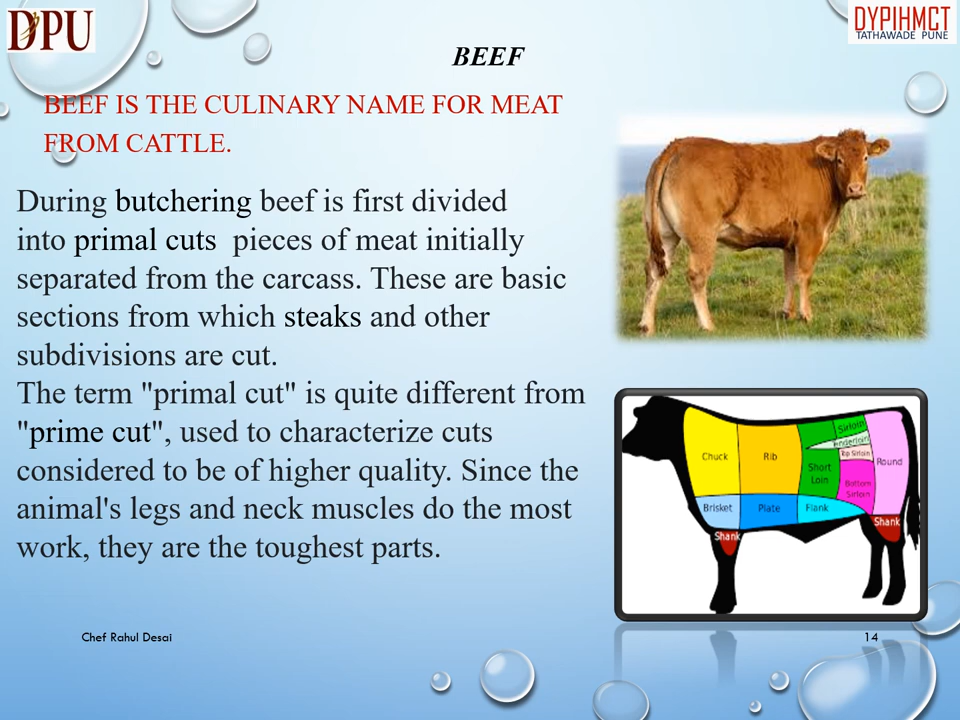 DPU
DYPIHMCT
TATHAWADE PUNE
BEEF
BEEF IS THE CULINARY NAME FOR MEAT
FROM CATTLE.
During butchering beef is first divided
into primal cuts pieces of meat initially
separated from the carcass. These are basic
sections from which steaks and other
subdivisions are cut.
The term "primal cut" is quite different from
"prime cut", used to characterize cuts
considered to be of higher quality. Since the
animal's legs and neck muscles do the most
work, they are the toughest parts.
Chuck
Rib
Short
Loin
Sirloin
enderloin
Top Sirloin
Bottom
Sirloin
Round
Brisket
Plate
Flank
Shank
Shank
Chef Rahul Desai
14